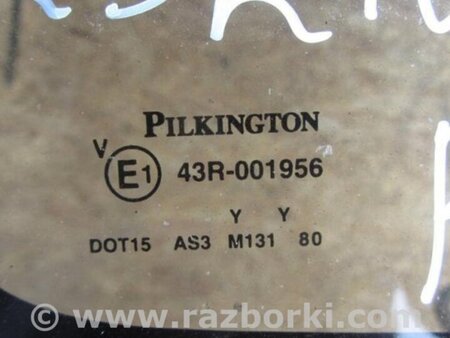 PILKINGTON
V
E1 43R-001956
Y Y
DOT15 AS3 M131 80
© www.razborki.com